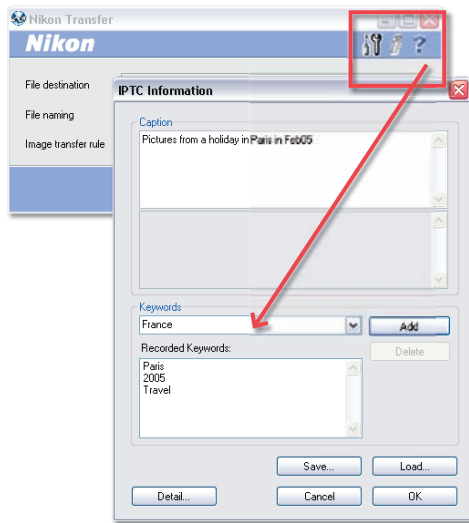 Nikon Transfer
Nikon
?
File destination
File naming
Image transfer rule
IPTC Information
Caption
Pictures from a holiday in Paris in Feb05
Keywords
France
Add
Recorded Keywords:
Delete
Paris
2005
Travel
Save...
Load...
Detail...
Cancel
OK